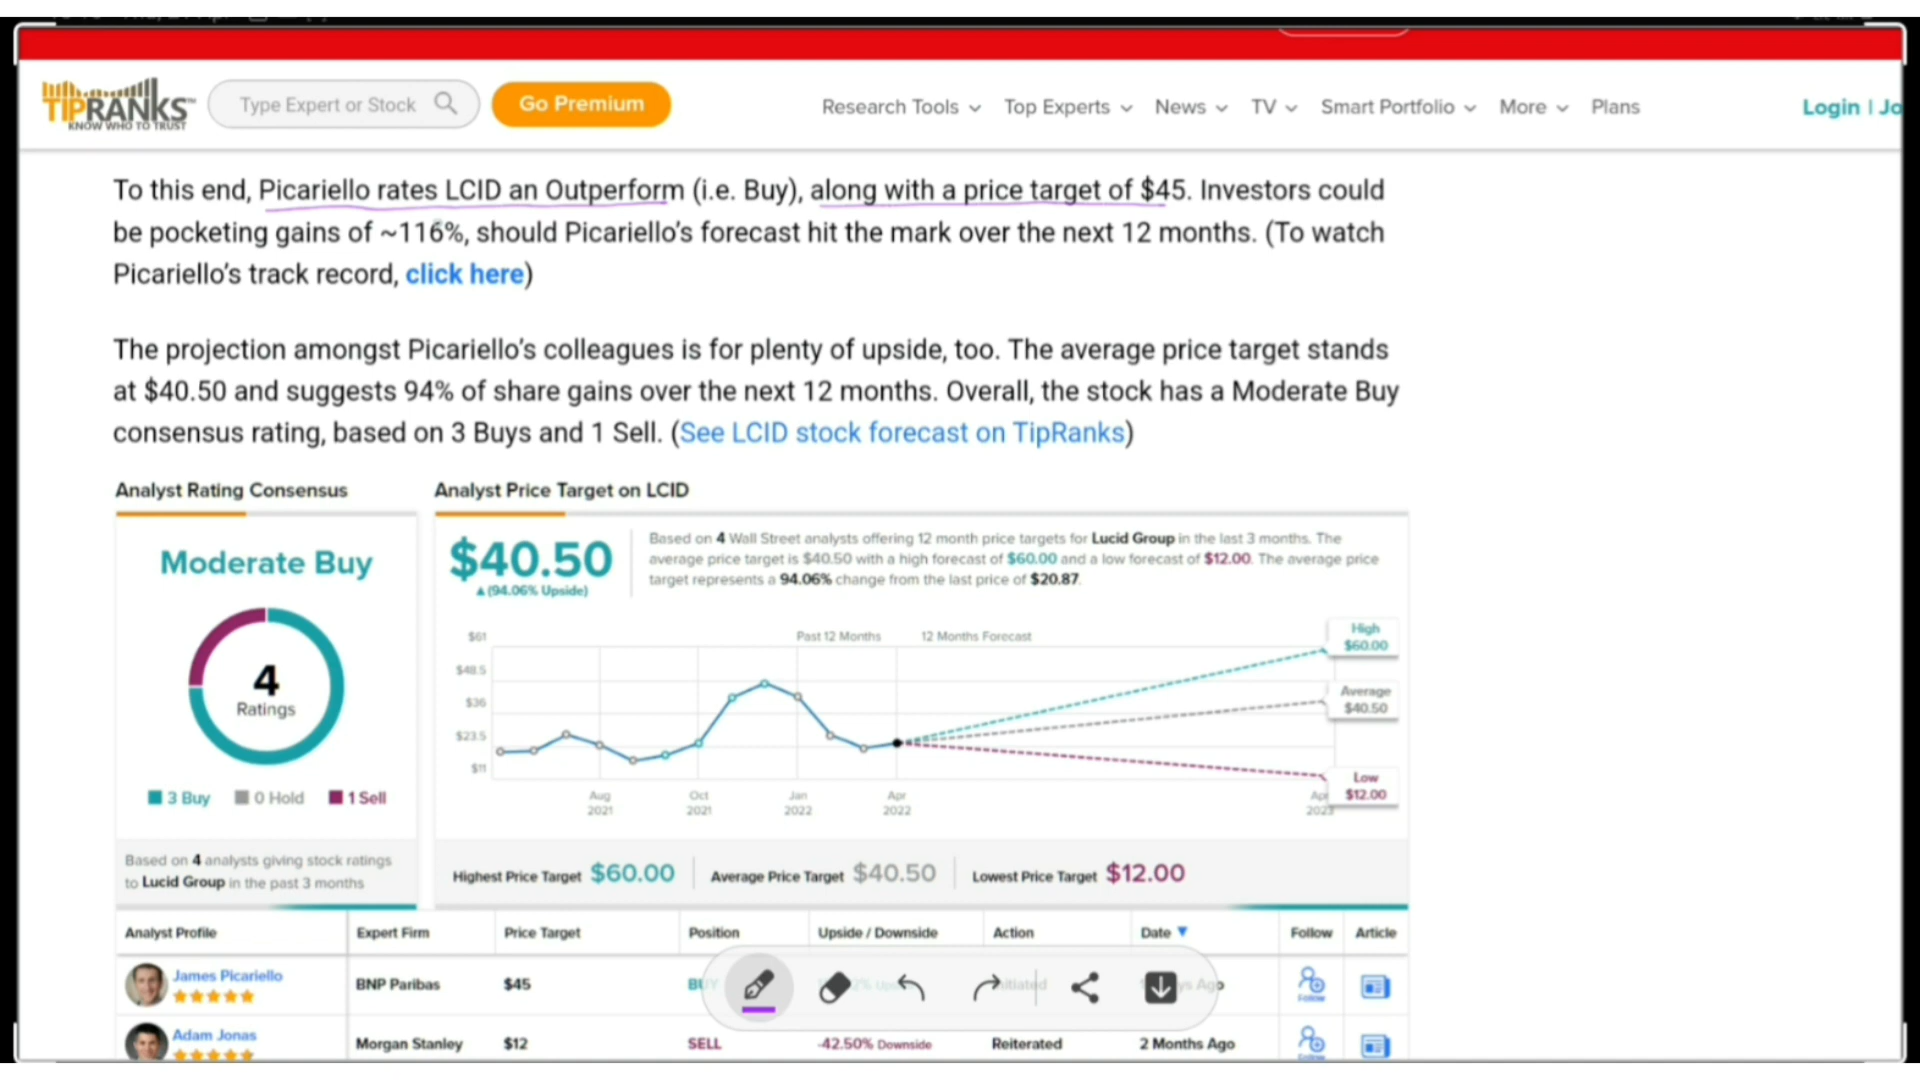 TIPRANKS
KNOW WHO TO TRUST
Type Expert or Stock
Go Premium
Research Tools
Top Experts
News
TV
Smart Portfolio
More
Plans
Login | Jo
To this end, Picariello rates LCID an Outperform (i.e. Buy), along with a price target of $45. Investors could
be pocketing gains of ~116%, should Picariello's forecast hit the mark over the next 12 months. (To watch
Picariello's track record, click here)
The projection amongst Picariello's colleagues is for plenty of upside, too. The average price target stands
at $40.50 and suggests 94% of share gains over the next 12 months. Overall, the stock has a Moderate Buy
consensus rating, based on 3 Buys and 1 Sell. (See LCID stock forecast on TipRanks)
Analyst Rating Consensus
Moderate Buy
4
Ratings
3 Buy
0 Hold
1 Sell
Based on 4 analysts giving stock ratings
to Lucid Group in the past 3 months
Analyst Price Target on LCID
$40.50
▲(94.06% Upside)
Based on 4 Wall Street analysts offering 12 month price targets for Lucid Group in the last 3 months. The
average price target is $40.50 with a high forecast of $60.00 and a low forecast of $12.00. The average price
target represents a 94.06% change from the last price of $20.87.
Past 12 Months
12 Months Forecast
$61
$48.5
$36
$23.5
$11
Aug
2021
Oct
2021
Jan
2022
Apr
2022
2023
High
$60.00
Average
$40.50
Low
$12.00
Highest Price Target $60.00
Average Price Target $40.50
Lowest Price Target $12.00
Analyst Profile
Expert Firm
Price Target
Position
Upside / Downside
Action
Date ▼
Follow
Article
James Picariello
BNP Paribas
$45
BUY
Follow
Adam Jonas
Morgan Stanley
$12
SELL
-42.50% Downside
Reiterated
2 Months Ago